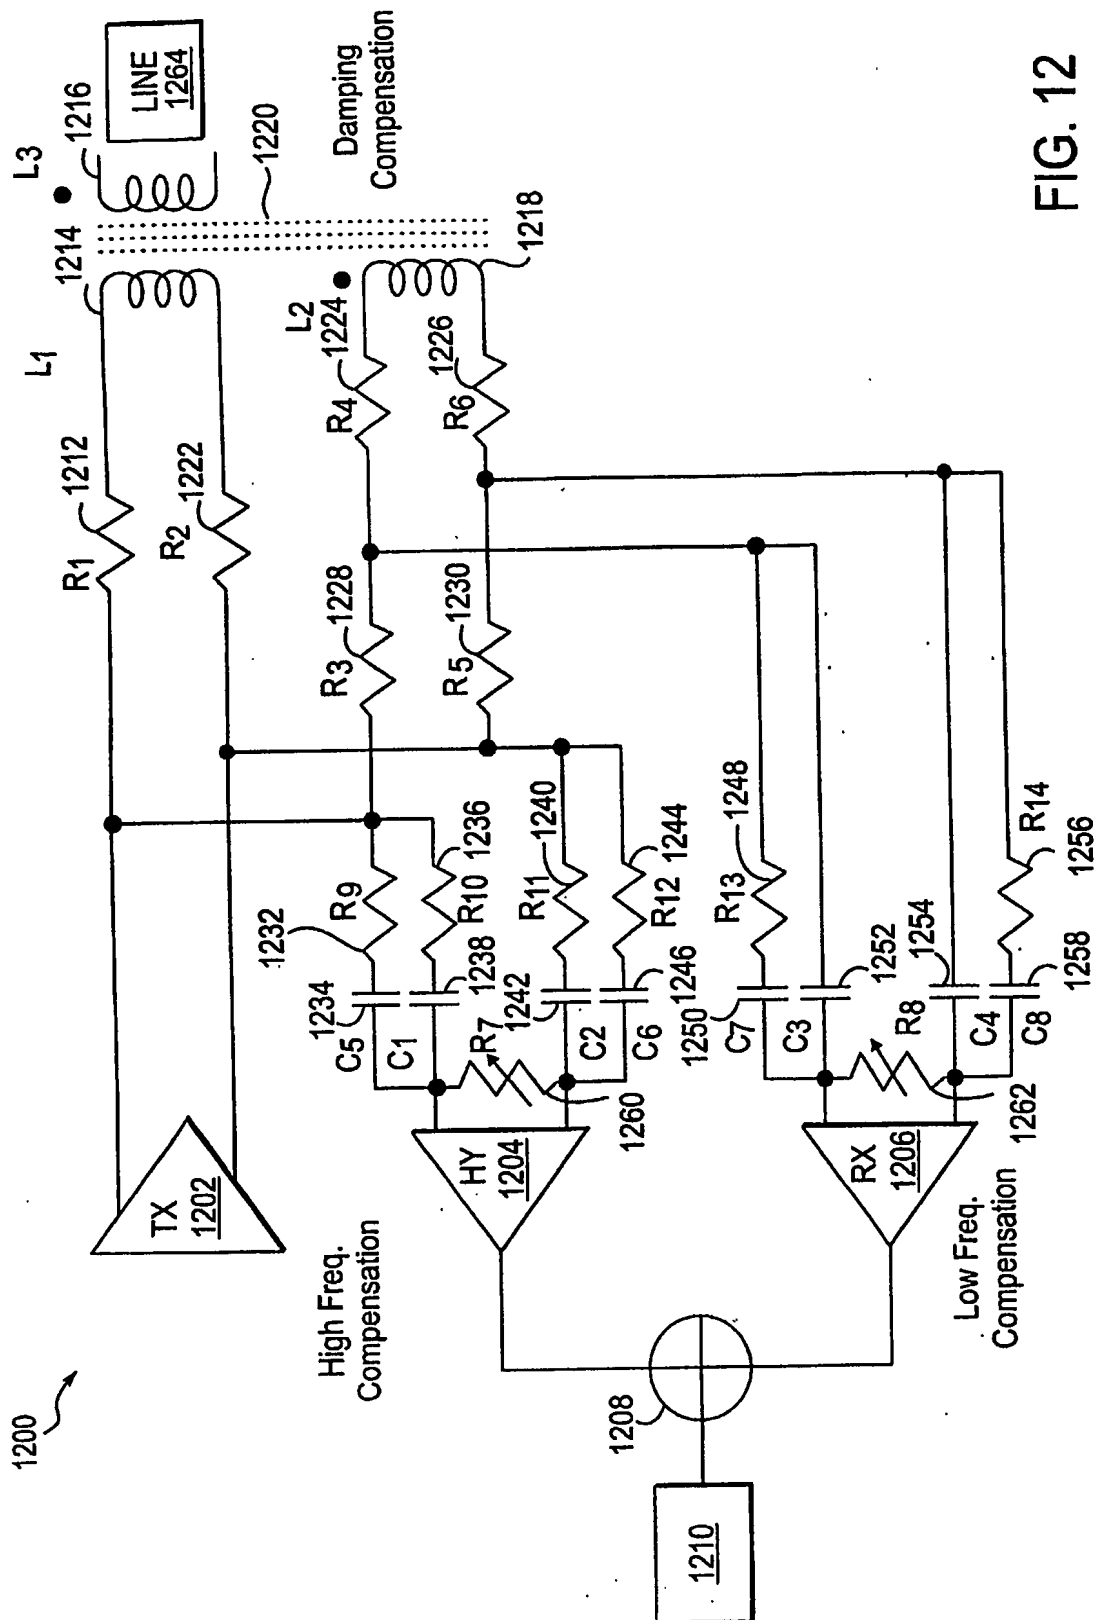 1200
TX
1202
R1
1212
R2
1222
L1
1214
L3
1216
LINE
1264
1220
Damping
Compensation
L2
1224
R4
1226
R6
1218
R3
1228
R5
1230
High Freq.
Compensation
1232
R9
1234
C5
R10
1236
C1
1238
R7
1260
R11
1240
1242
C2
R12
1244
C6
1246
HY
1204
1208
1210
RX
1206
Low Freq.
Compensation
R13
1248
1250
C7
C3
1252
R8
1262
1254
C4
R14
1256
C8
1258
FIG. 12